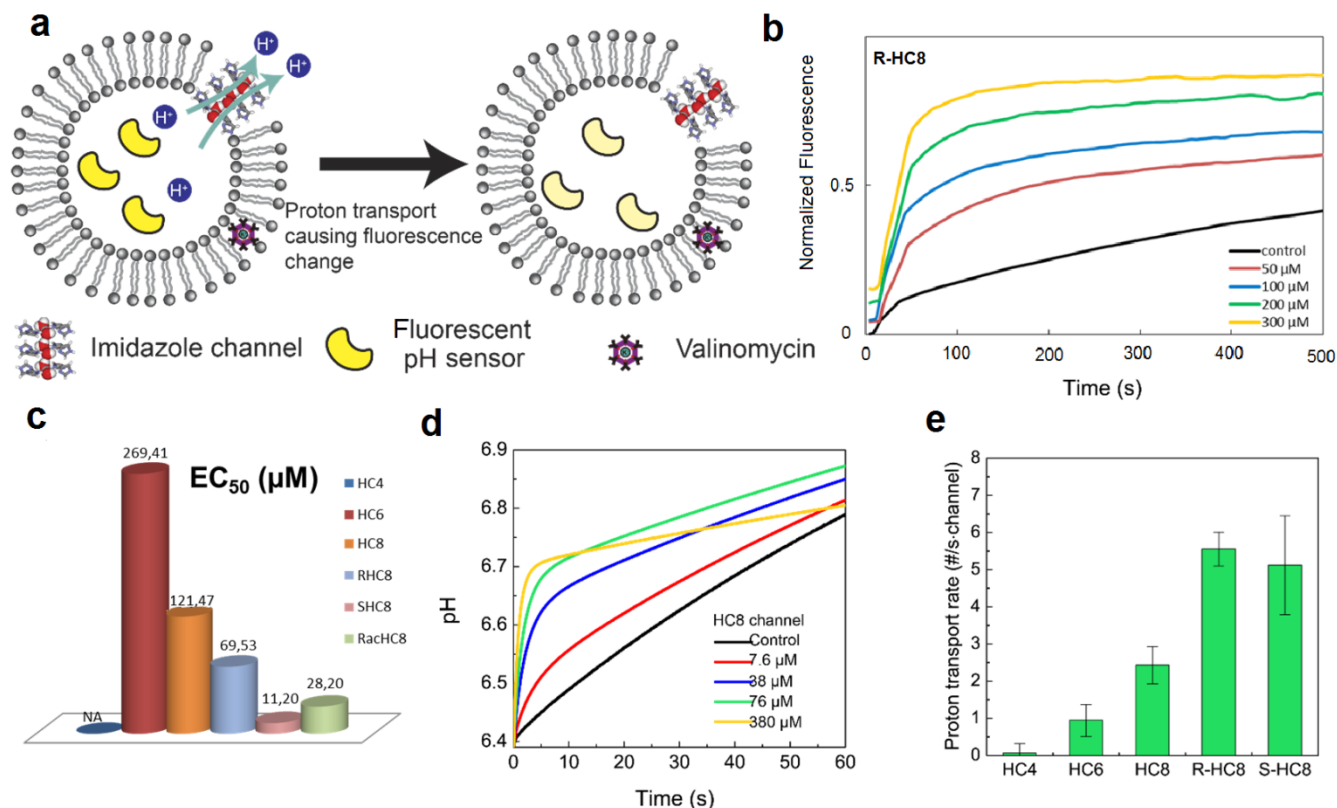 a
H⁺
H⁺
H⁺
H⁺
Proton transport
causing fluorescence
change
Imidazole channel
Fluorescent
pH sensor
Valinomycin
b
R-HC8
Normalized Fluorescence
0.5
0
control
50 µM
100 µM
200 µM
300 µM
0 100 200 300 400 500
Time (s)
c
EC₅₀ (µM)
NA
269,41
121,47
69,53
11,20
28,20
HC4
HC6
HC8
RHC8
SHC8
RacHC8
d
pH
6.9
6.8
6.7
6.6
6.5
6.4
HC8 channel
Control
7.6 µM
38 µM
76 µM
380 µM
0 10 20 30 40 50 60
Time (s)
e
Proton transport rate (#/s·channel)
8
7
6
5
4
3
2
1
0
HC4 HC6 HC8 R-HC8 S-HC8